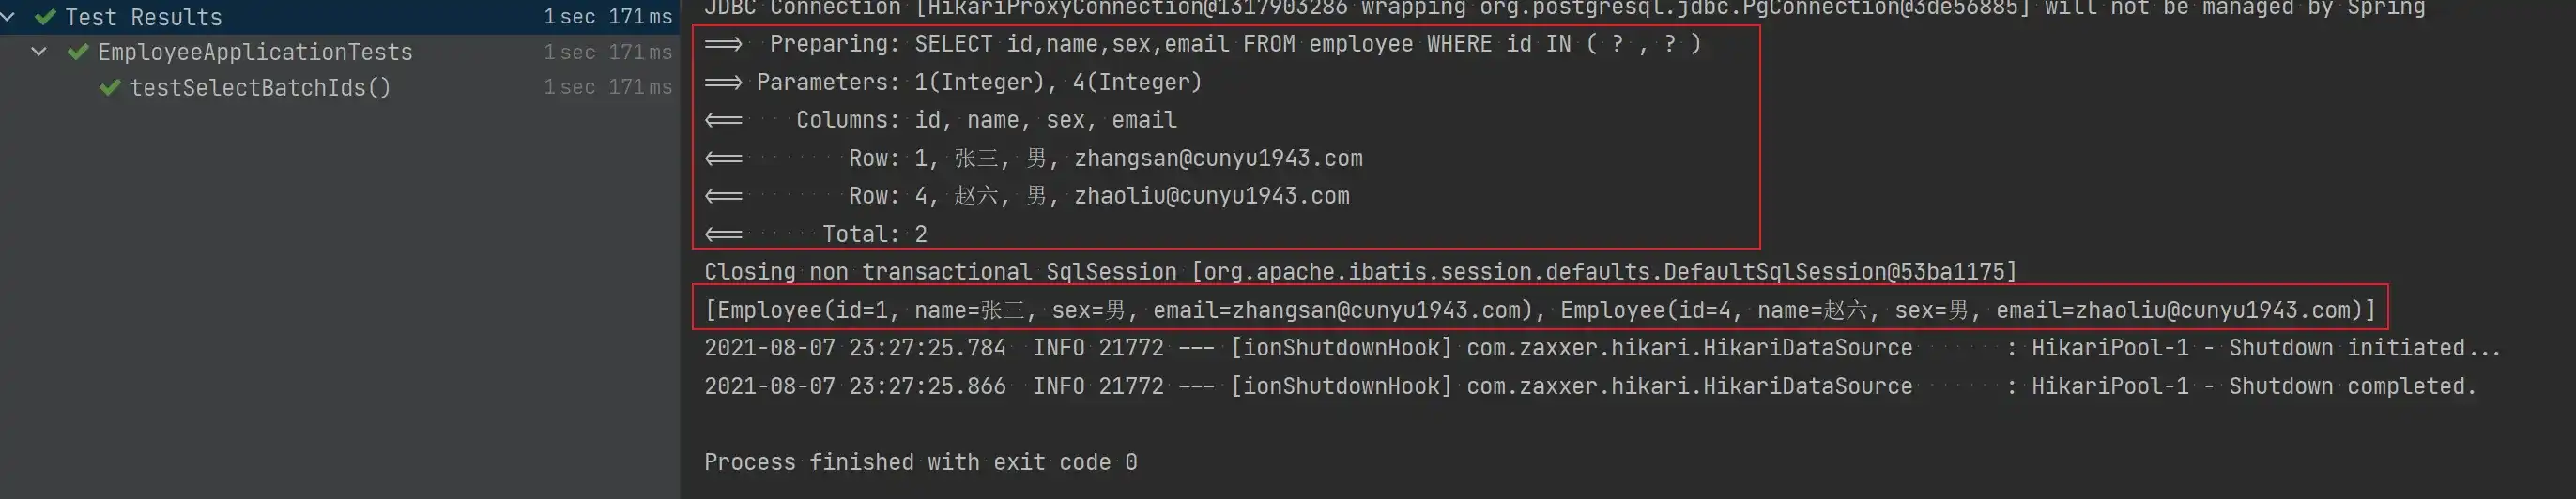 Test Results 1 sec 171 ms
EmployeeApplicationTests 1 sec 171 ms
testSelectBatchIds() 1 sec 171 ms
JDBC Connection [HikariProxyConnection@1317903286 wrapping org.postgresql.jdbc.PgConnection@3de56885] will not be managed by Spring
==> Preparing: SELECT id,name,sex,email FROM employee WHERE id IN ( ? , ? )
==> Parameters: 1(Integer), 4(Integer)
<== Columns: id, name, sex, email
<== Row: 1, 张三, 男, zhangsan@cunyu1943.com
<== Row: 4, 赵六, 男, zhaoliu@cunyu1943.com
<== Total: 2
Closing non transactional SqlSession [org.apache.ibatis.session.defaults.DefaultSqlSession@53ba1175]
[Employee(id=1, name=张三, sex=男, email=zhangsan@cunyu1943.com), Employee(id=4, name=赵六, sex=男, email=zhaoliu@cunyu1943.com)]
2021-08-07 23:27:25.784 INFO 21772 --- [ionShutdownHook] com.zaxxer.hikari.HikariDataSource : HikariPool-1 - Shutdown initiated...
2021-08-07 23:27:25.866 INFO 21772 --- [ionShutdownHook] com.zaxxer.hikari.HikariDataSource : HikariPool-1 - Shutdown completed.
Process finished with exit code 0